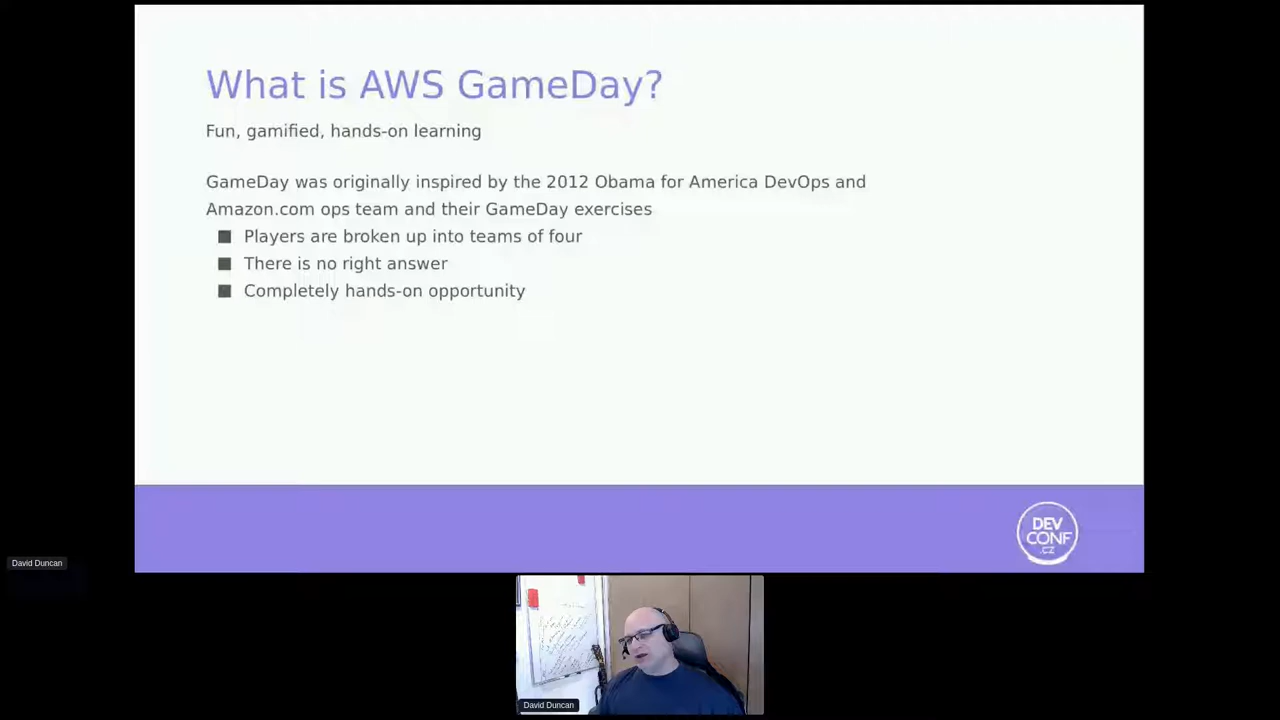 What is AWS GameDay?
Fun, gamified, hands-on learning
GameDay was originally inspired by the 2012 Obama for America DevOps and
Amazon.com ops team and their GameDay exercises
■ Players are broken up into teams of four
■ There is no right answer
■ Completely hands-on opportunity
DEV
CONF
.CZ
David Duncan
David Duncan